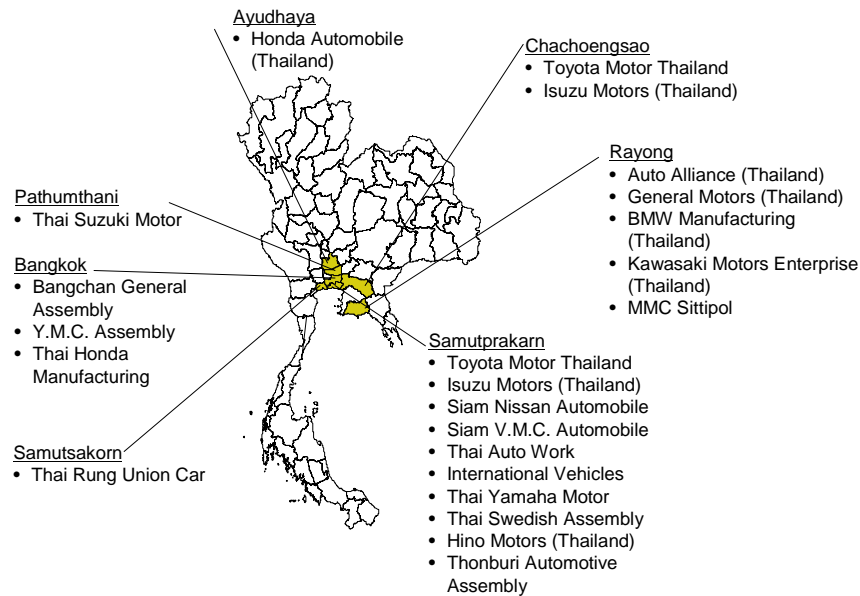 Ayudhaya
• Honda Automobile
(Thailand)
Chachoengsao
• Toyota Motor Thailand
• Isuzu Motors (Thailand)
Rayong
• Auto Alliance (Thailand)
• General Motors (Thailand)
• BMW Manufacturing
(Thailand)
• Kawasaki Motors Enterprise
(Thailand)
• MMC Sittipol
Pathumthani
• Thai Suzuki Motor
Bangkok
• Bangchan General
Assembly
• Y.M.C. Assembly
• Thai Honda
Manufacturing
Samutprakarn
• Toyota Motor Thailand
• Isuzu Motors (Thailand)
• Siam Nissan Automobile
• Siam V.M.C. Automobile
• Thai Auto Work
• International Vehicles
• Thai Yamaha Motor
• Thai Swedish Assembly
• Hino Motors (Thailand)
• Thonburi Automotive
Assembly
Samutsakorn
• Thai Rung Union Car